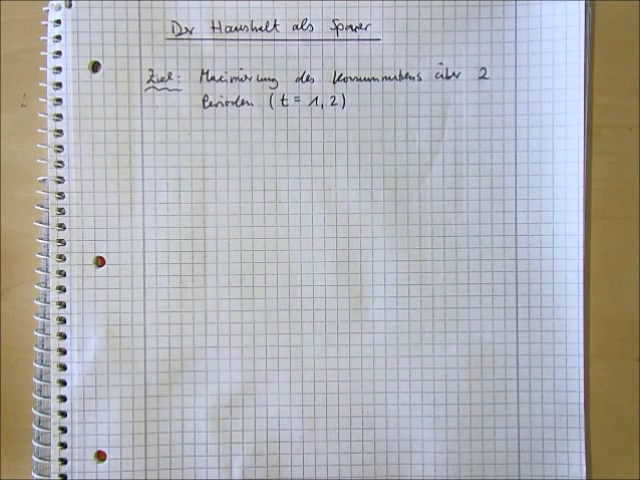 Der Haushalt als Sparer
Ziel: Maximierung des Konsumnutzens über 2
Perioden (t = 1, 2)